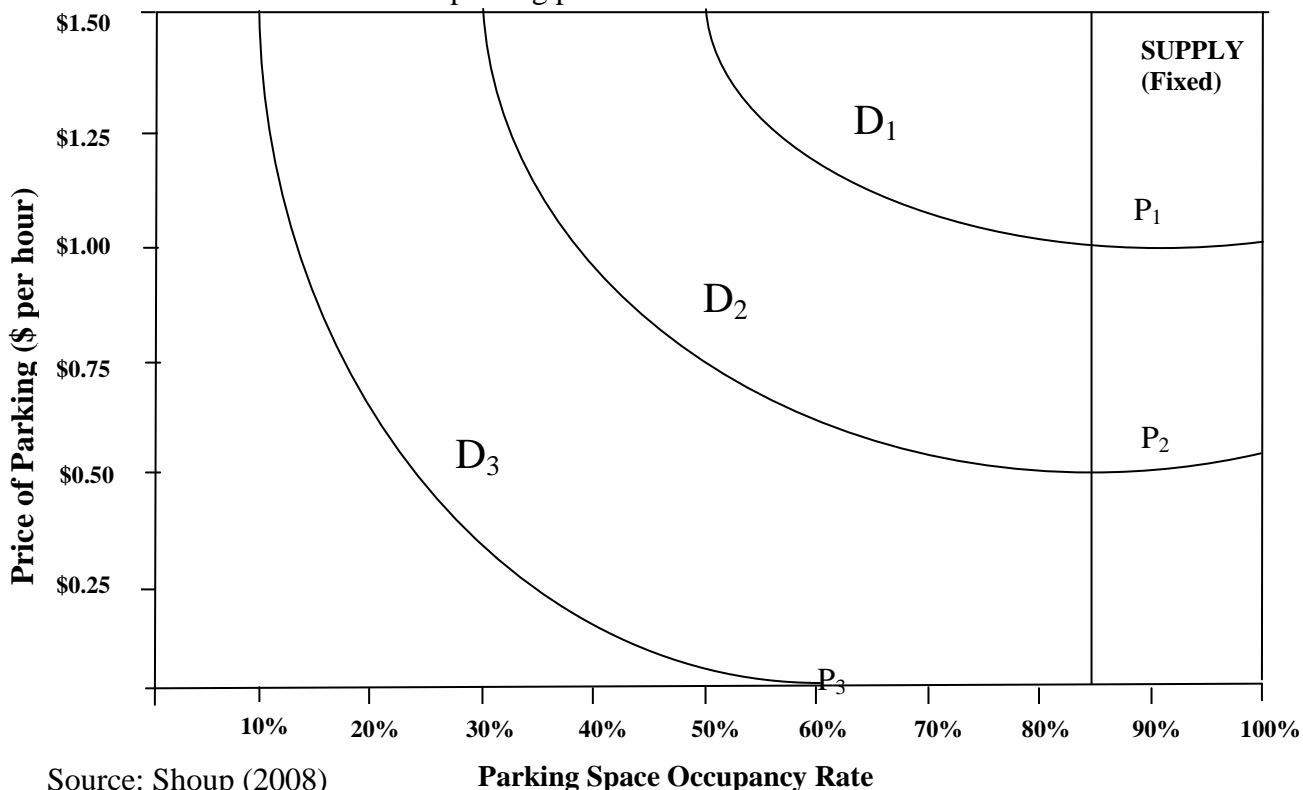 $1.50
SUPPLY
(Fixed)
D1
$1.25
P1
$1.00
D2
$0.75
P2
D3
$0.50
$0.25
P3
Price of Parking ($ per hour)
10% 20% 30% 40% 50% 60% 70% 80% 90% 100%
Source: Shoup (2008)
Parking Space Occupancy Rate